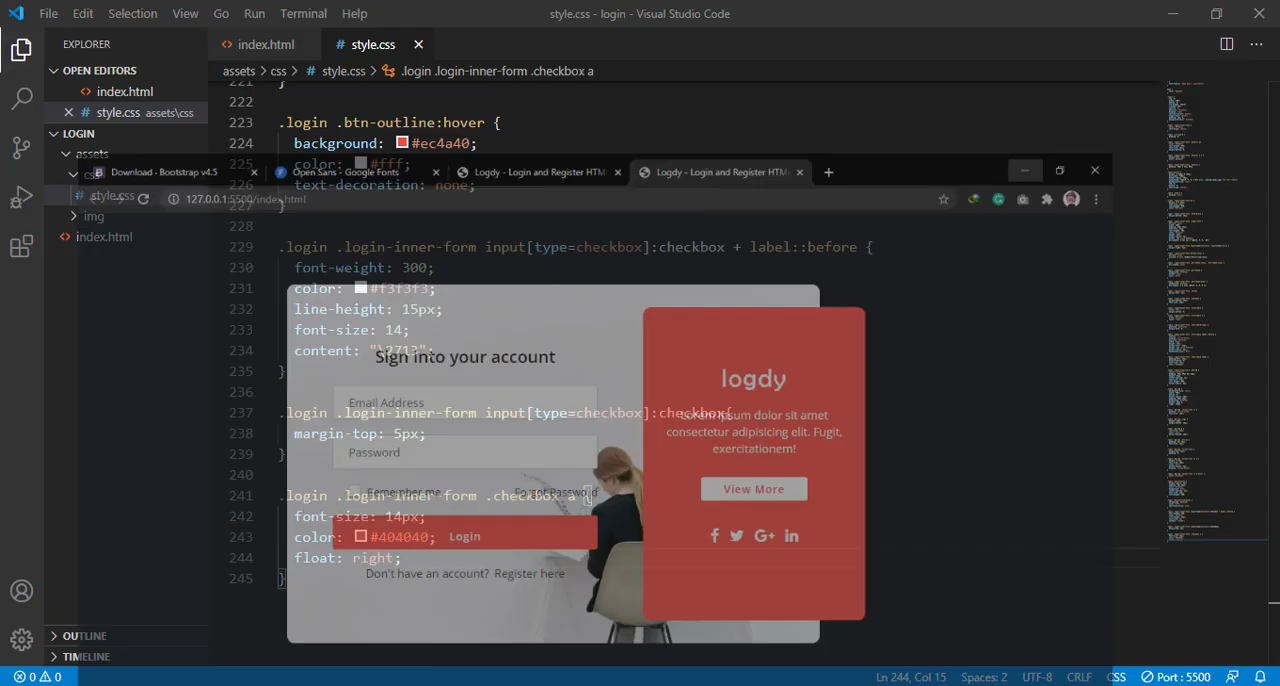 File Edit Selection View Go Run Terminal Help
style.css - login - Visual Studio Code
EXPLORER
OPEN EDITORS
index.html
style.css assets\css
LOGIN
assets
style.css
img
index.html
OUTLINE
TIMELINE
index.html
style.css
assets > css > # style.css > .login .login-inner-form .checkbox a
221 }
222
223 .login .btn-outline:hover {
224 background: #ec4a40;
225 color: #fff;
226 text-decoration: none;
227 }
228
229 .login .login-inner-form input[type=checkbox]:checkbox + label::before {
230 font-weight: 300;
231 color: #f3f3f3;
232 line-height: 15px;
233 font-size: 14;
234 content: "\2713";
235 }
236
237 .login .login-inner-form input[type=checkbox]:checkbox{
238 margin-top: 5px;
239 }
240
241 .login .login-inner-form .checkbox a {
242 font-size: 14px;
243 color: #404040;
244 float: right;
245 }
Download - Bootstrap v4.5
Open Sans - Google Fonts
Logdy - Login and Register HTM
Logdy - Login and Register HTM
127.0.0.1:5500/index.html
Sign into your account
Email Address
Password
Remember me
Forgot Password
Login
Don't have an account? Register here
logdy
Lorem ipsum dolor sit amet
consectetur adipisicing elit. Fugit,
exercitationem!
View More
0 0
Ln 244, Col 15 Spaces: 2 UTF-8 CRLF CSS Port : 5500